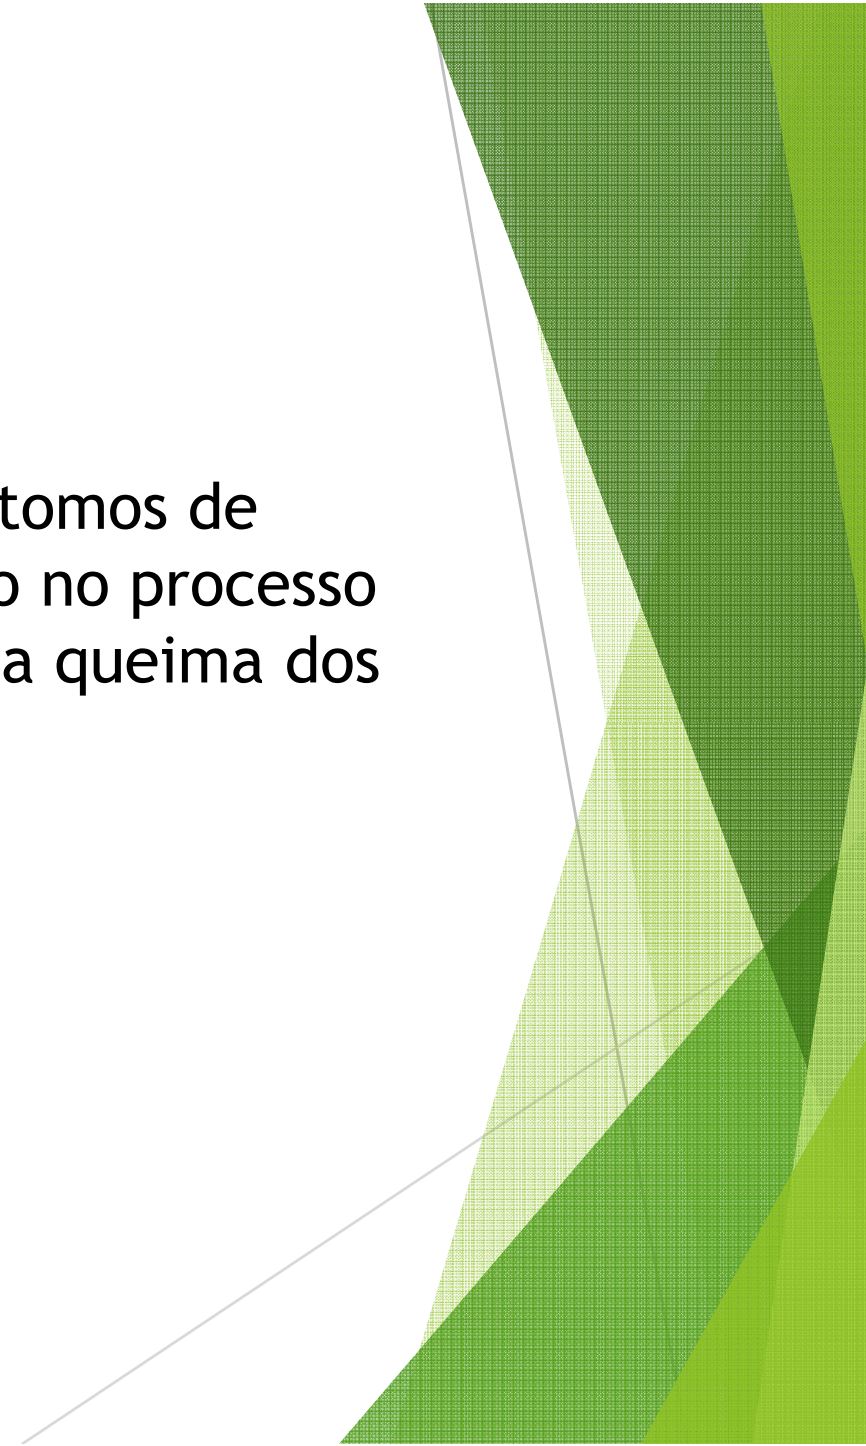 tomos de
o no processo
a queima dos